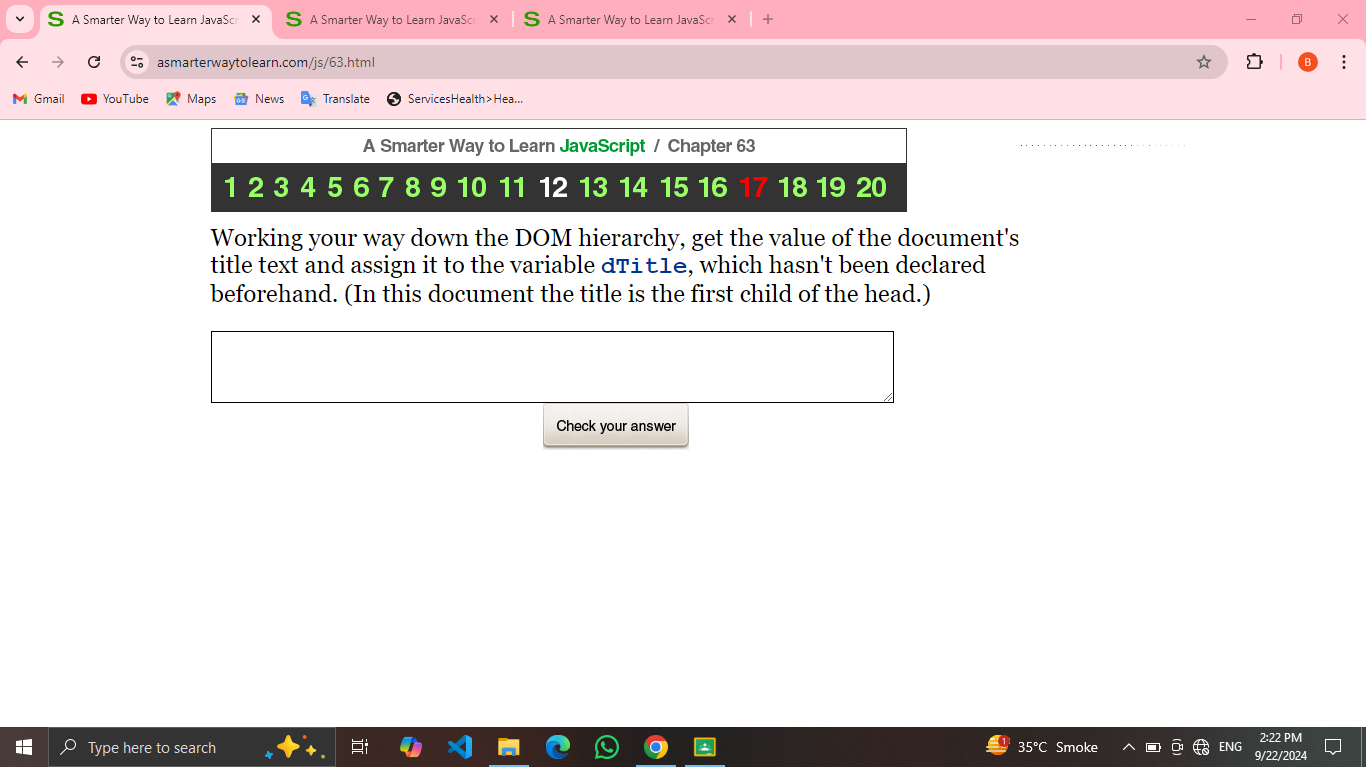 A Smarter Way to Learn JavaScr
A Smarter Way to Learn JavaScr
A Smarter Way to Learn JavaScr
asmarterwaytolearn.com/js/63.html
B
Gmail
YouTube
Maps
News
Translate
ServicesHealth>Hea...
A Smarter Way to Learn JavaScript / Chapter 63
1 2 3 4 5 6 7 8 9 10 11 12 13 14 15 16 17 18 19 20
Working your way down the DOM hierarchy, get the value of the document's
title text and assign it to the variable dTitle, which hasn't been declared
beforehand. (In this document the title is the first child of the head.)
Check your answer
Type here to search
1
35°C Smoke
ENG
2:22 PM
9/22/2024